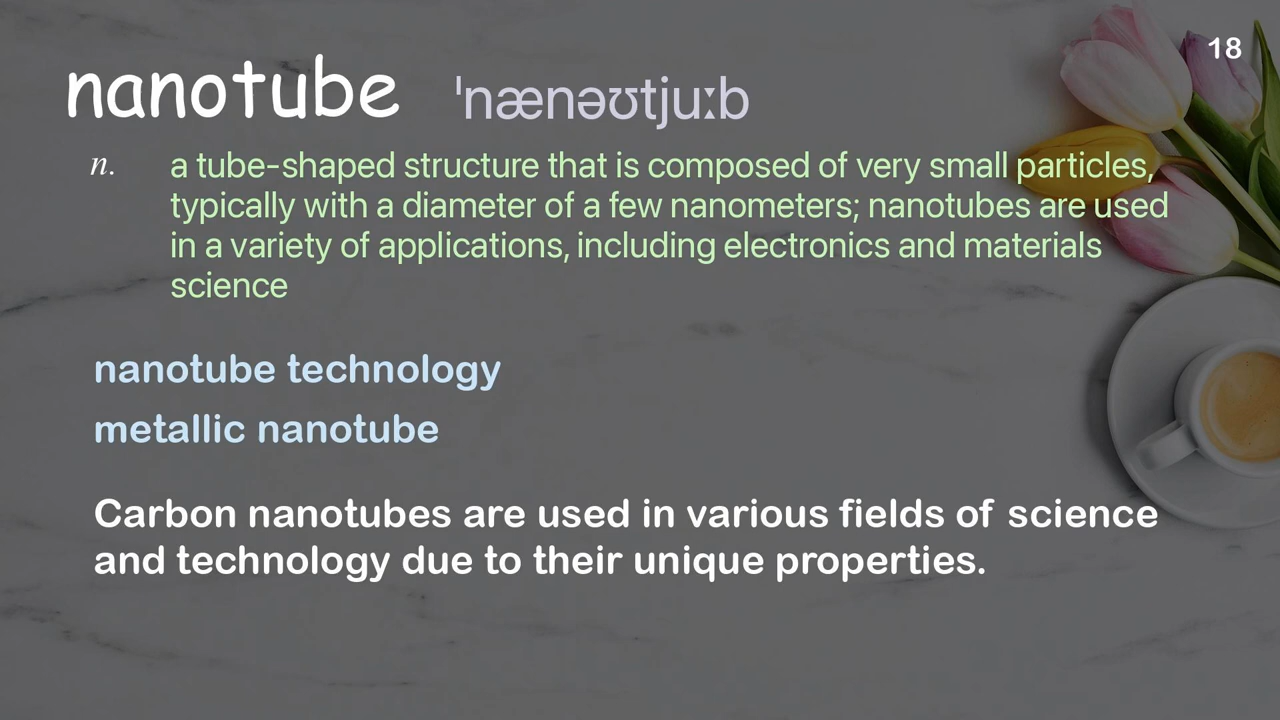 18
nanotube ˈnænəʊtjuːb
n. a tube-shaped structure that is composed of very small particles,
typically with a diameter of a few nanometers; nanotubes are used
in a variety of applications, including electronics and materials
science
nanotube technology
metallic nanotube
Carbon nanotubes are used in various fields of science
and technology due to their unique properties.